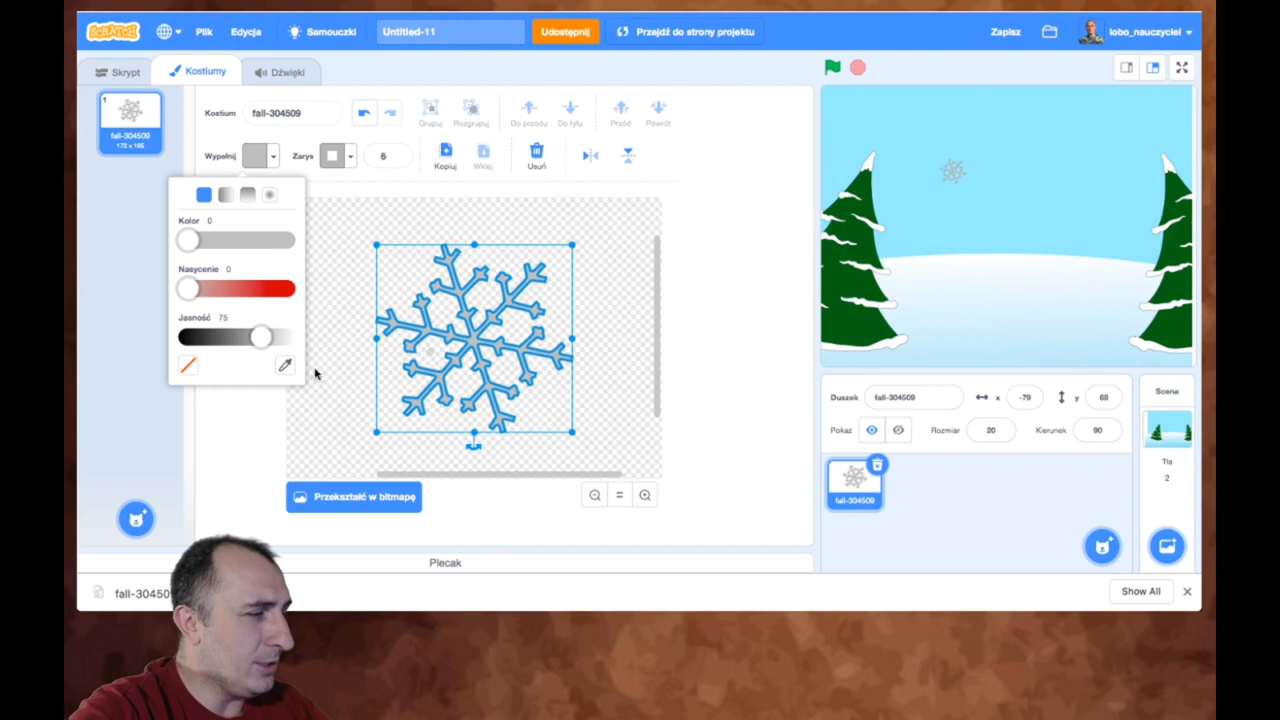 SCRATCH Plik Edycja Samouczki Untitled-11 Udostępnij Przejdź do strony projektu Zapisz lobo_nauczyciel
Skrypt Kostiumy Dźwięki
1
fall-304509
172 x 165
Kostium fall-304509
Grupuj Rozgrupuj Do przodu Do tyłu Przód Powrót
Wypełnij Zarys 6
Kopiuj Wklej Usuń
Kolor 0
Nasycenie 0
Jasność 75
Przekształć w bitmapę
Plecak
Duszek fall-304509 x -79 y 68
Pokaż Rozmiar 20 Kierunek 90
fall-304509
Scena
Tła
2
fall-30450
Show All